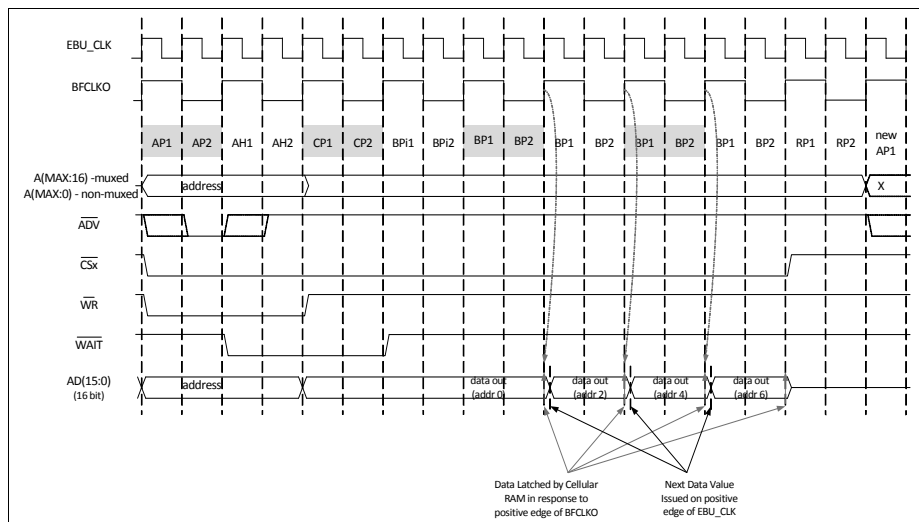 EBU_CLK
BFCLKO
AP1 AP2 AH1 AH2 CP1 CP2 BPi1 BPi2 BP1 BP2 BP1 BP2 BP1 BP2 BP1 BP2 RP1 RP2 new
AP1
A(MAX:16) -muxed
A(MAX:0) - non-muxed
address
X
ADV
CSx
WR
WAIT
AD(15:0)
(16 bit)
address
data out
(addr 0)
data out
(addr 2)
data out
(addr 4)
data out
(addr 6)
Data Latched by Cellular
RAM in response to
positive edge of BFCLKO
Next Data Value
Issued on positive
edge of EBU_CLK